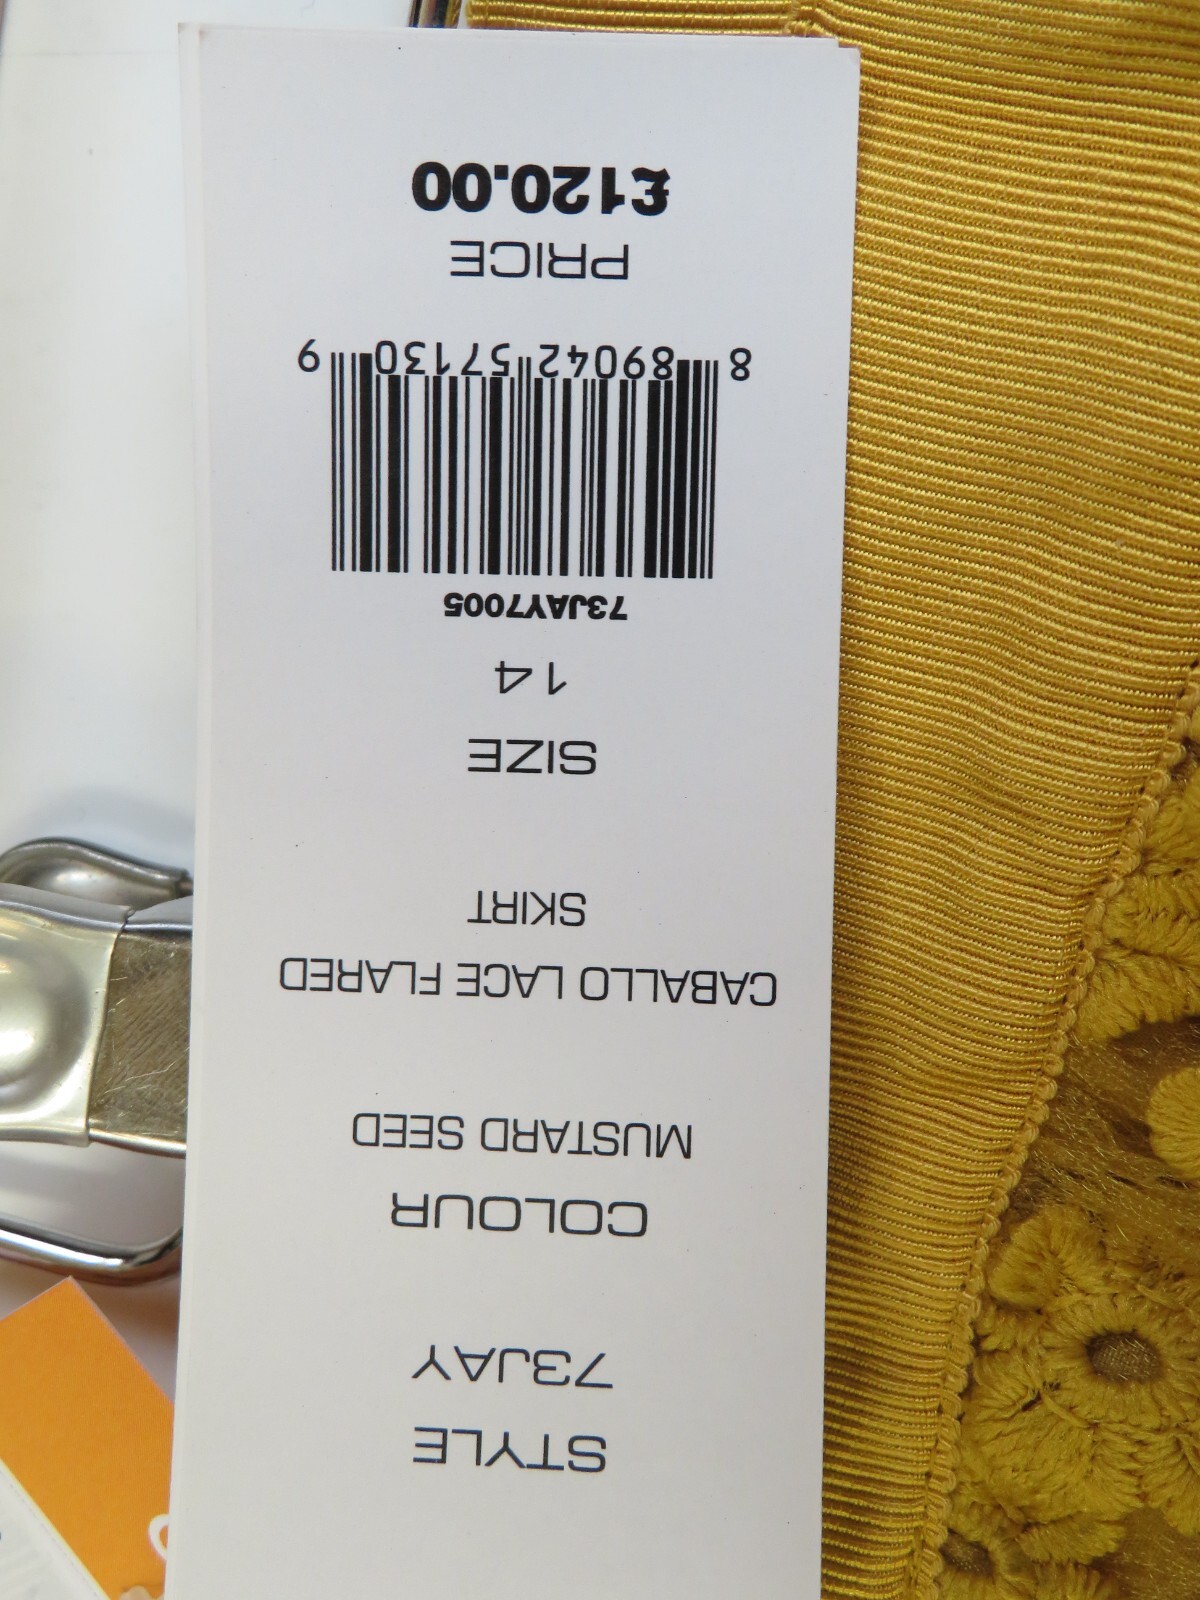 STYLE
73JAY
COLOUR
MUSTARD SEED
CABALLO LACE FLARED
SKIRT
SIZE
14
73JAY7005
8 89042 57130 9
PRICE
£120.00